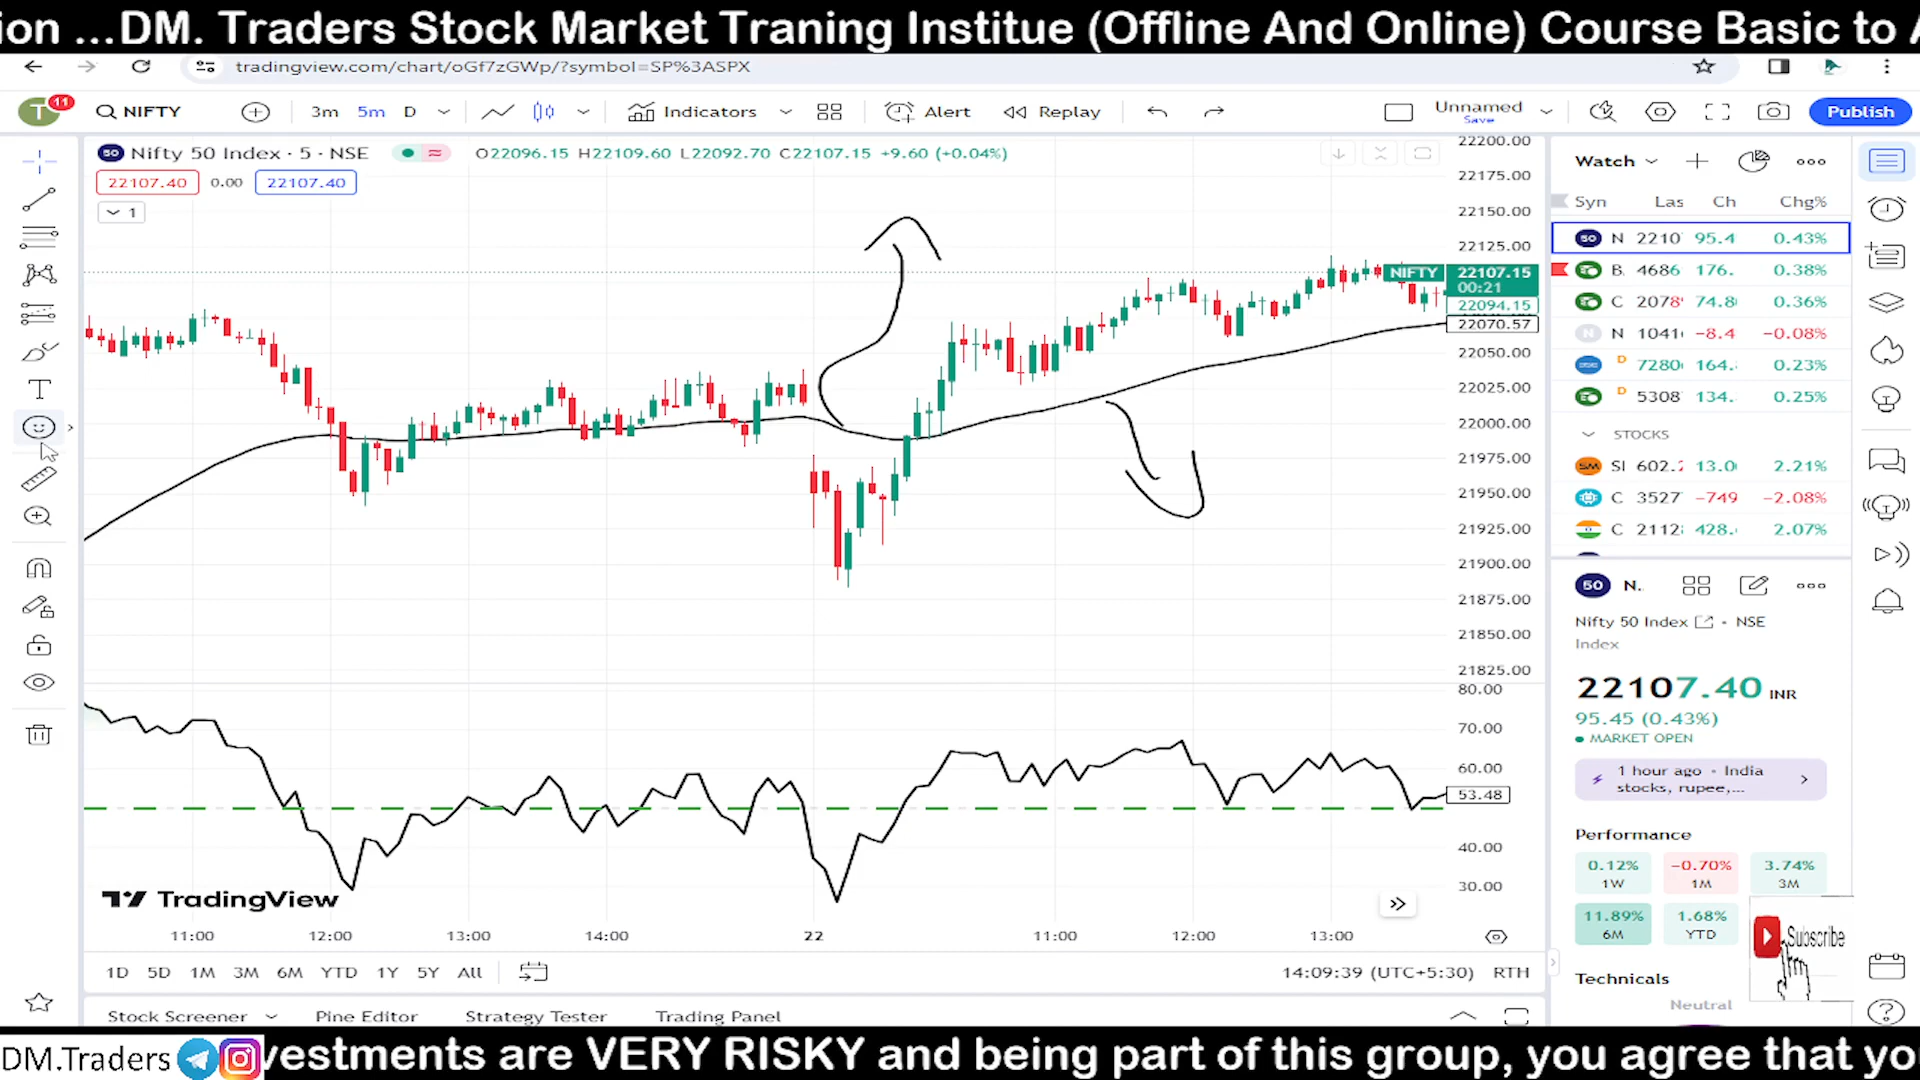 ion ...DM. Traders Stock Market Traning Institue (Offline And Online) Course Basic to A
tradingview.com/chart/oGf7zGWp/?symbol=SP%3ASPX
T 11 NIFTY 3m 5m D Indicators Alert Replay Unnamed Save Publish
50 Nifty 50 Index · 5 · NSE O22096.15 H22109.60 L22092.70 C22107.15 +9.60 (+0.04%)
22107.40 0.00 22107.40
1
22200.00
22175.00
22150.00
22125.00
NIFTY 22107.15
00:21
22094.15
22070.57
22050.00
22025.00
22000.00
21975.00
21950.00
21925.00
21900.00
21875.00
21850.00
21825.00
80.00
70.00
60.00
53.48
40.00
30.00
TradingView
11:00 12:00 13:00 14:00 22 11:00 12:00 13:00
1D 5D 1M 3M 6M YTD 1Y 5Y All 14:09:39 (UTC+5:30) RTH
Stock Screener Pine Editor Strategy Tester Trading Panel
Watch
Syn Las Ch Chg%
50 N 2210 95.4 0.43%
B. 4686 176. 0.38%
C 2078 74.8 0.36%
N N 1041 −8.4 −0.08%
D 7280 164. 0.23%
D 5308 134. 0.25%
STOCKS
SM SI 602.2 13.0 2.21%
C 3527 −749 −2.08%
C 2112 428. 2.07%
50 N.
Nifty 50 Index · NSE
Index
22107.40 INR
95.45 (0.43%)
MARKET OPEN
1 hour ago · India
stocks, rupee,...
Performance
0.12% −0.70% 3.74%
1W 1M 3M
11.89% 1.68%
6M YTD
Subscribe
Technicals
Neutral
DM.Traders vestments are VERY RISKY and being part of this group, you agree that yo